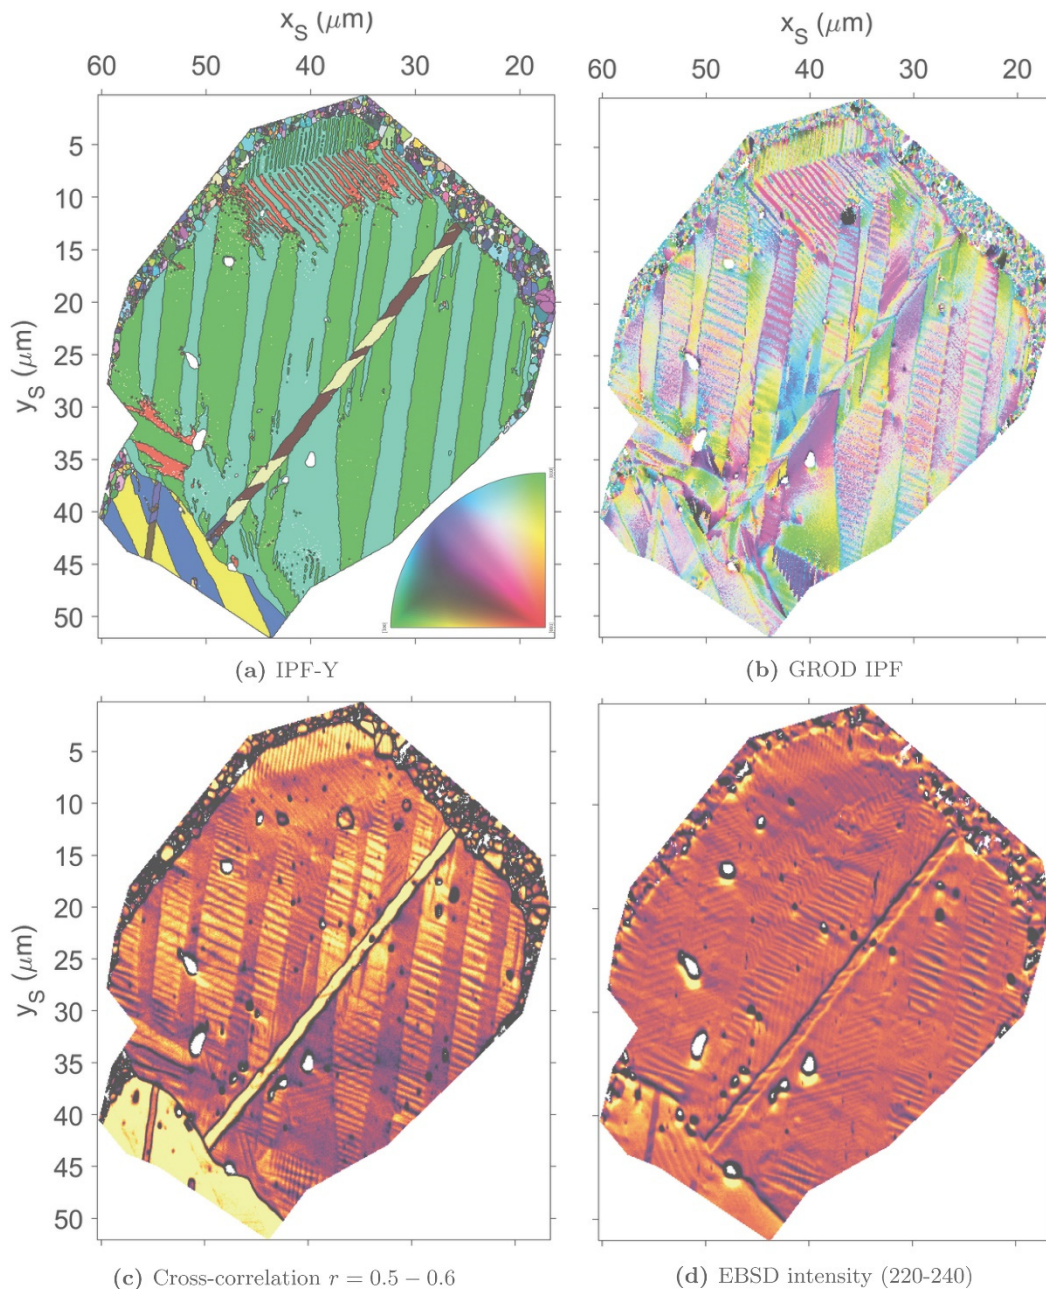 x_S (μm)
x_S (μm)
60 50 40 30 20
60 50 40 30 20
y_S (μm)
5
10
15
20
25
30
35
40
45
50
(a) IPF-Y
(b) GROD IPF
y_S (μm)
5
10
15
20
25
30
35
40
45
50
(c) Cross-correlation r = 0.5 − 0.6
(d) EBSD intensity (220-240)